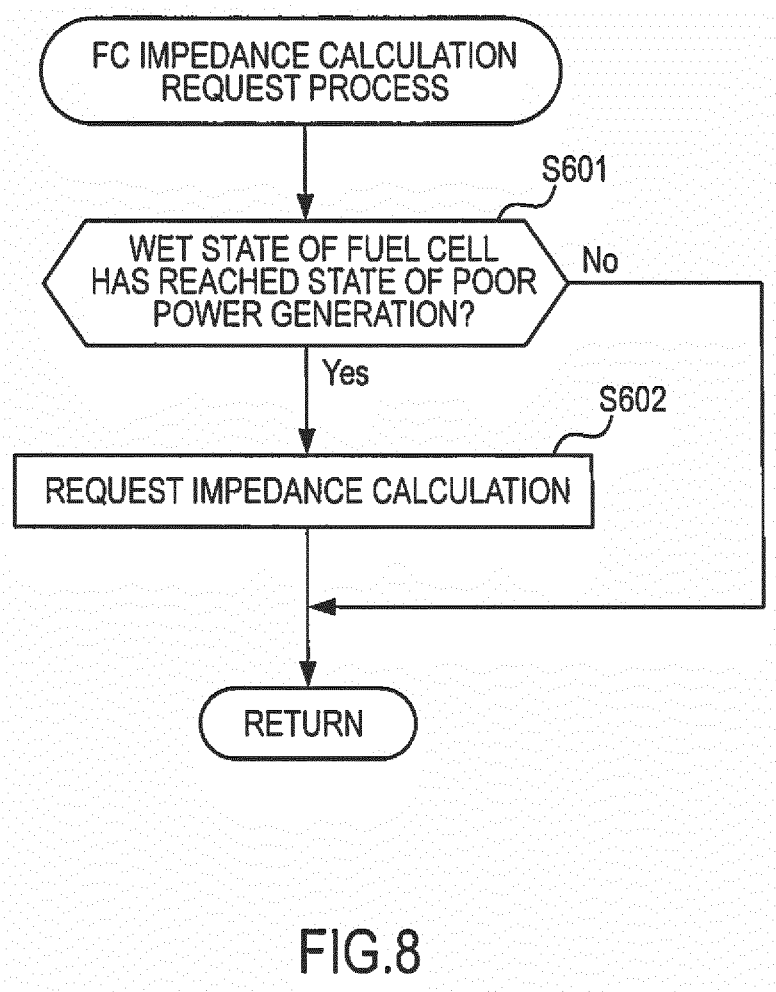 FC IMPEDANCE CALCULATION
REQUEST PROCESS
S601
WET STATE OF FUEL CELL
HAS REACHED STATE OF POOR
POWER GENERATION?
No
Yes
S602
REQUEST IMPEDANCE CALCULATION
RETURN
FIG.8